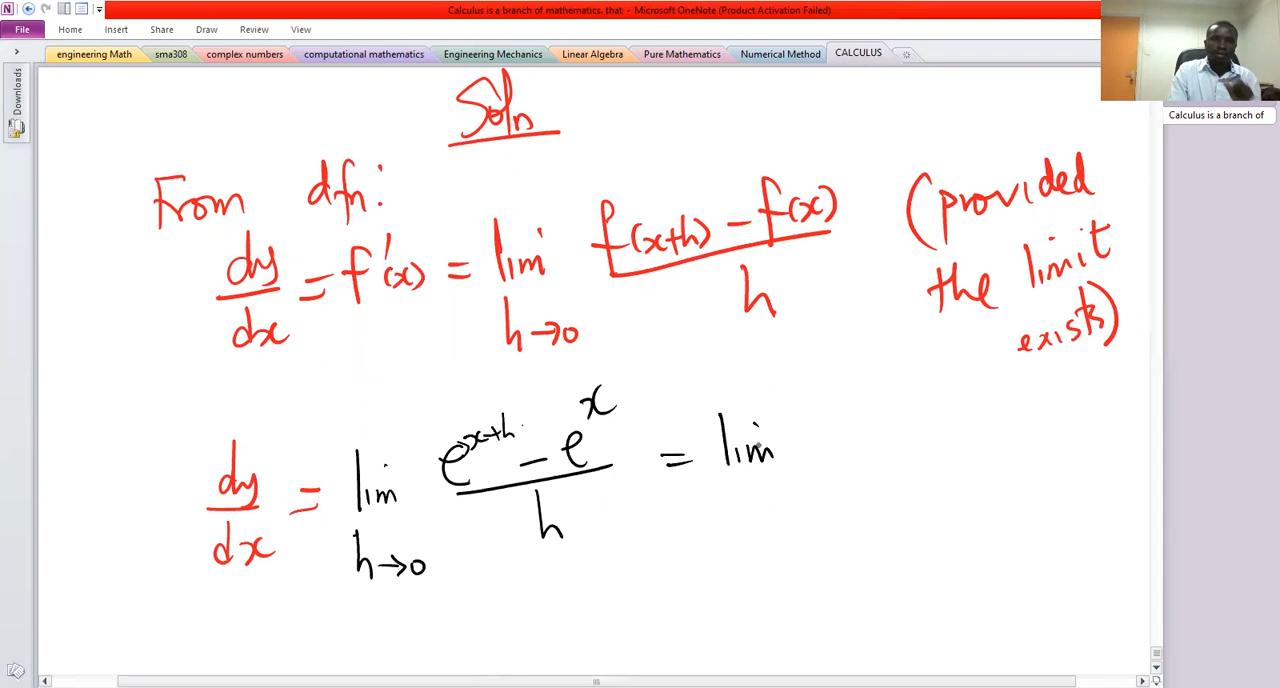 Calculus is a branch of mathematics. that - Microsoft OneNote (Product Activation Failed)
File Home Insert Share Draw Review View
engineering Math sma308 complex numbers computational mathematics Engineering Mechanics Linear Algebra Pure Mathematics Numerical Method CALCULUS
Downloads
Calculus is a branch of
Soln
From dfn:
dy/dx = f'(x) = lim h→0 f(x+h) - f(x) / h (provided the limit exists)
dy/dx = lim h→0 e^x+h - e^x / h = lim